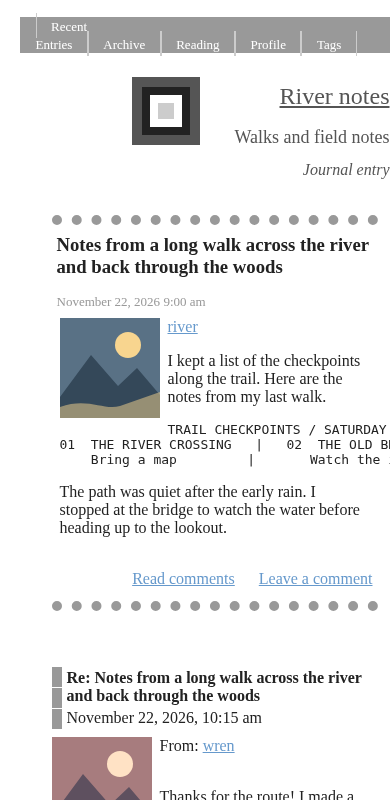 Recent
Entries Archive Reading Profile Tags
River notes
Walks and field notes
Journal entry
Notes from a long walk across the river
and back through the woods
November 22, 2026 9:00 am
river
I kept a list of the checkpoints
along the trail. Here are the
notes from my last walk.
TRAIL CHECKPOINTS / SATURDAY
01  THE RIVER CROSSING   |   02  THE OLD
Bring a map         |       Watch the
The path was quiet after the early rain. I
stopped at the bridge to watch the water before
heading up to the lookout.
Read comments Leave a comment
Re: Notes from a long walk across the river
and back through the woods
November 22, 2026, 10:15 am
From: wren
Thanks for the route! I made a